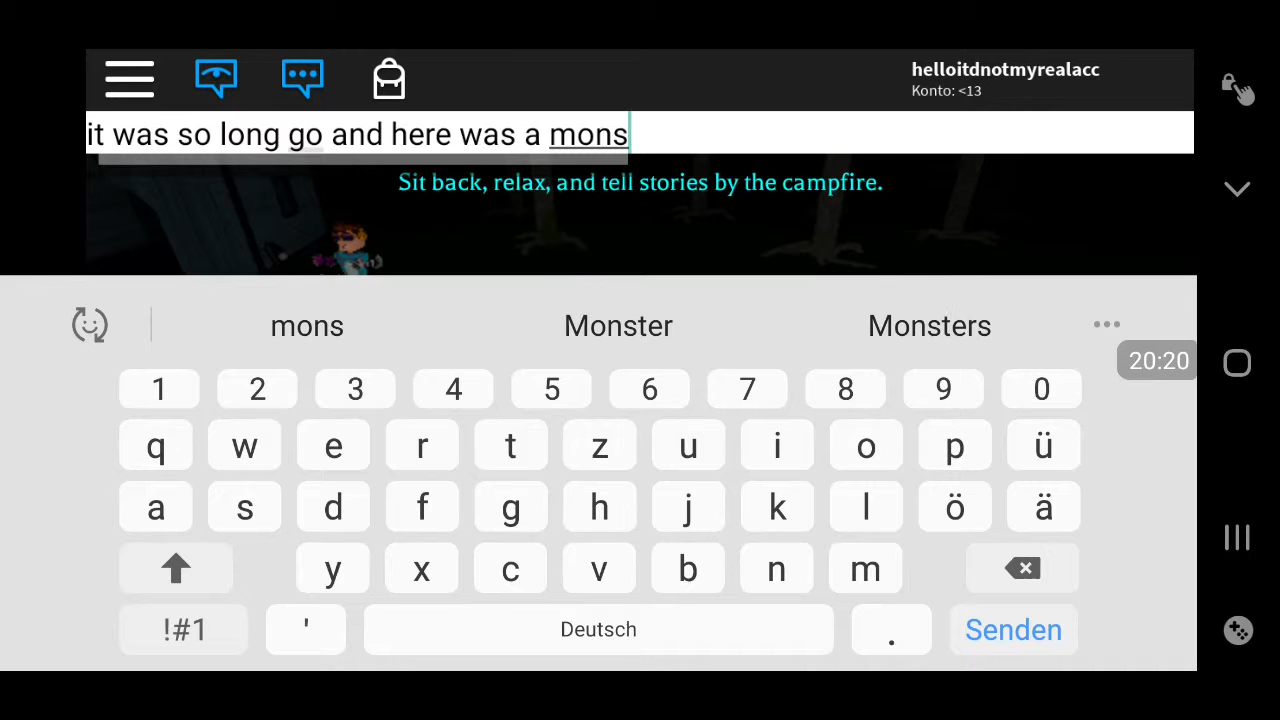 helloitdnotmyrealacc
Konto: <13
it was so long go and here was a mons
Sit back, relax, and tell stories by the campfire.
mons Monster Monsters
20:20
1 2 3 4 5 6 7 8 9 0
q w e r t z u i o p ü
a s d f g h j k l ö ä
y x c v b n m
!#1 ' Deutsch . Senden